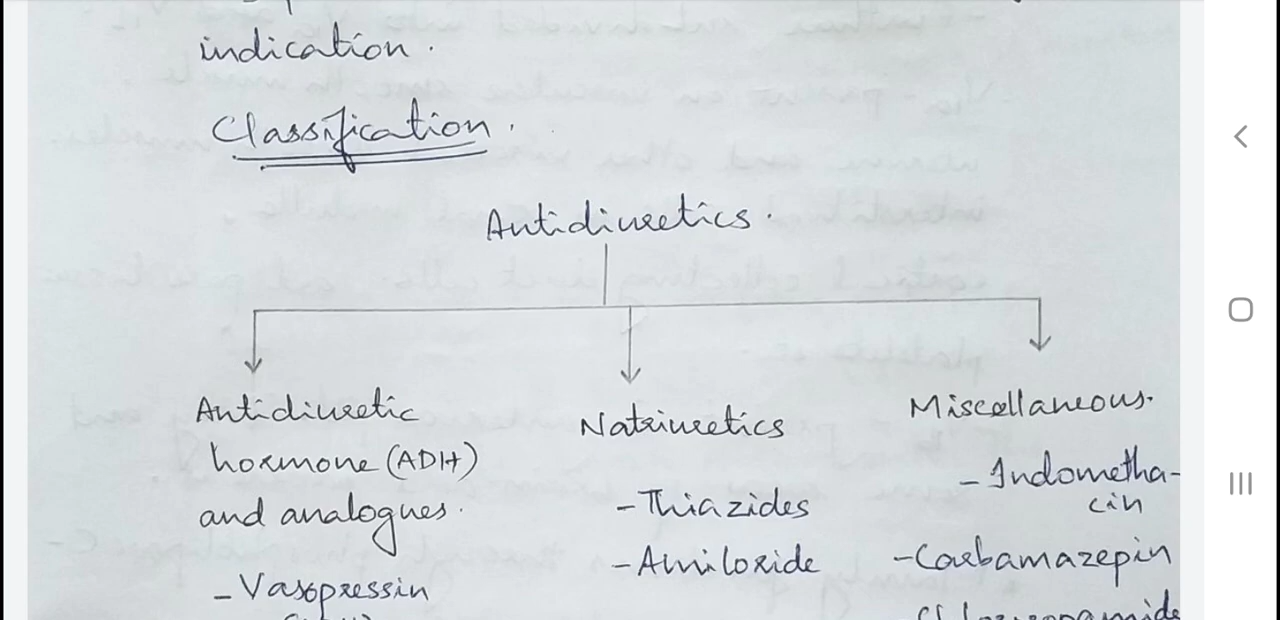 indication.
Classification.
Antidiuretics.
Antidiuretic
hormone (ADH)
and analogues.
- Vasopressin
Natriuretics
- Thiazides
- Amiloride
Miscellaneous.
- Indometha-
cin
- Carbamazepin